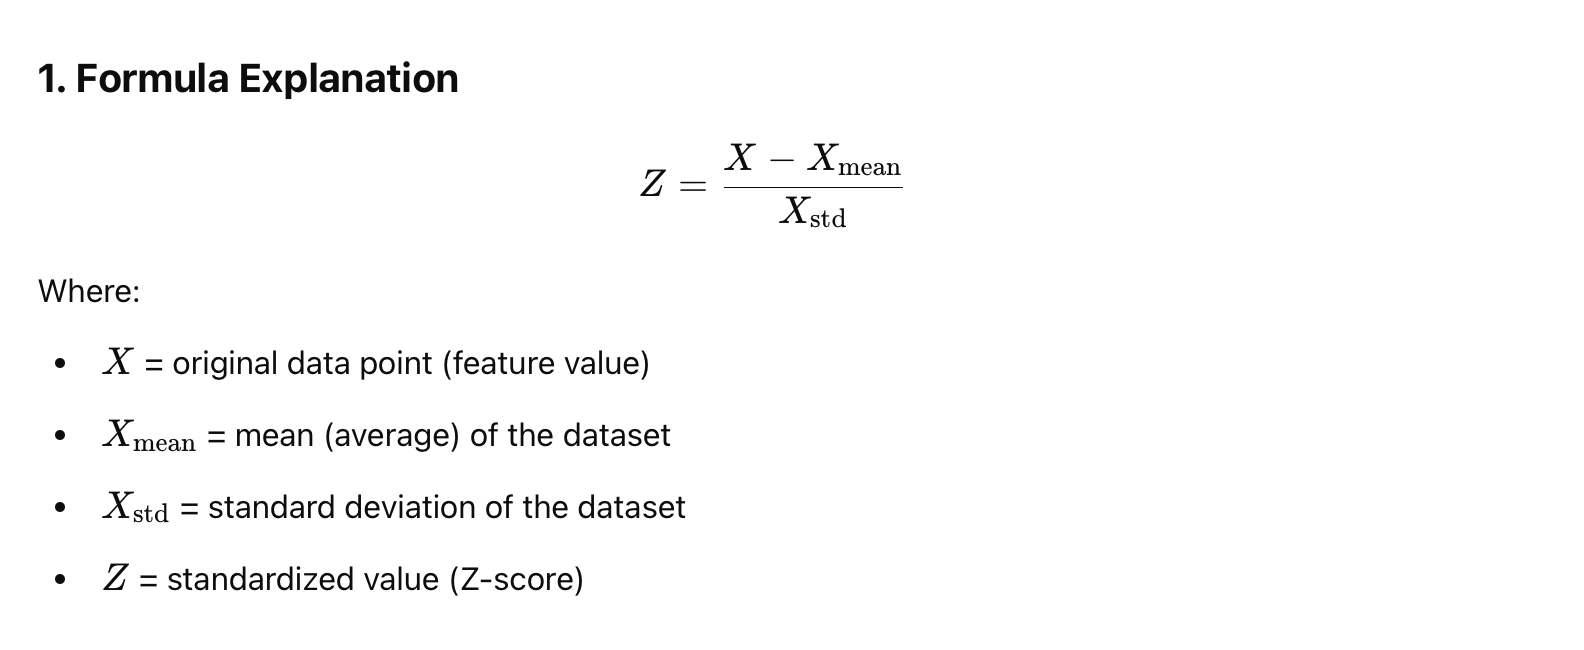 1. Formula Explanation
Z = \frac{X - X_{\text{mean}}}{X_{\text{std}}}
Where:
• X = original data point (feature value)
• X_{\text{mean}} = mean (average) of the dataset
• X_{\text{std}} = standard deviation of the dataset
• Z = standardized value (Z-score)